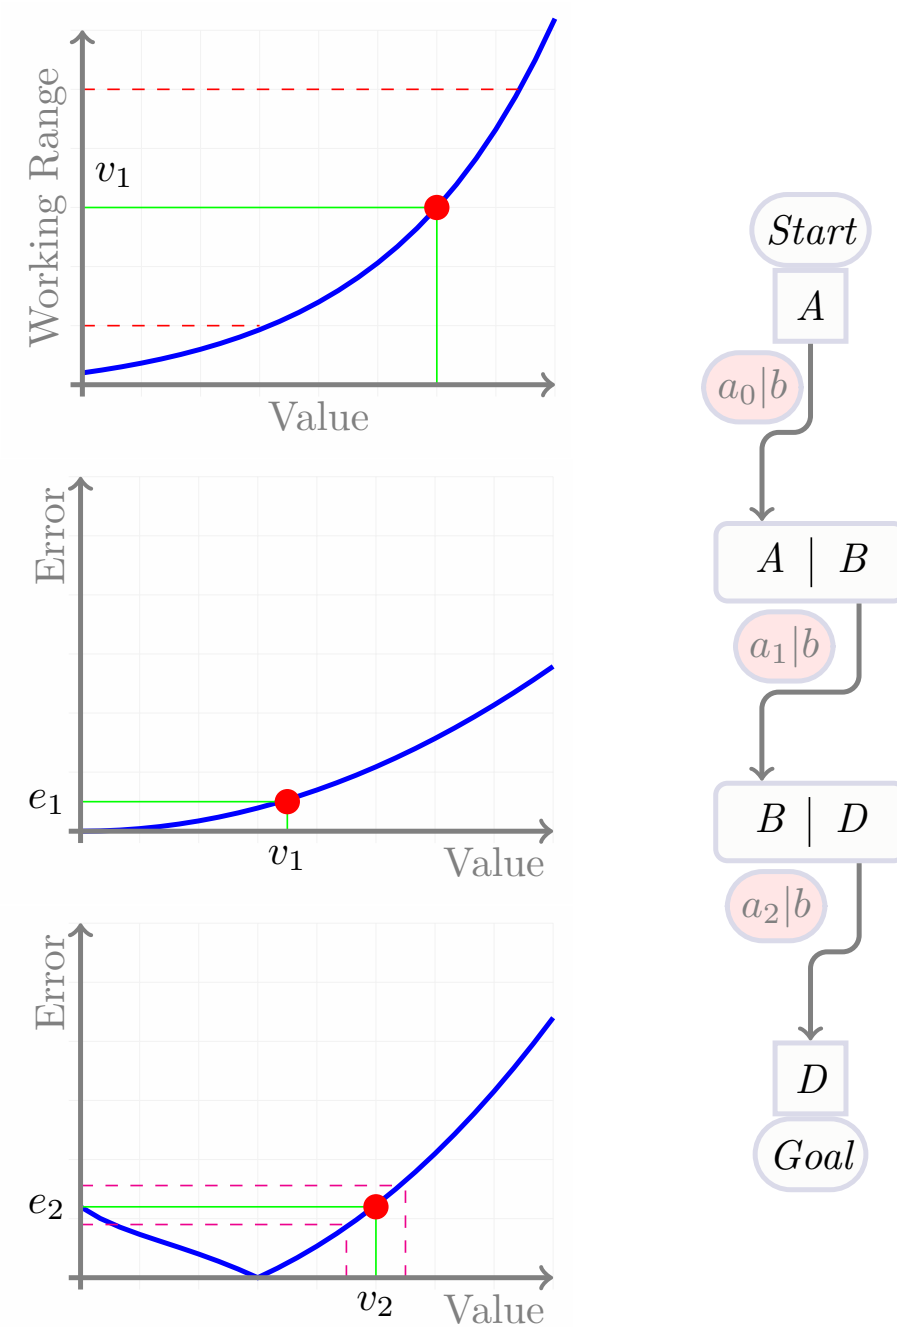 Working Range
v₁
Value
Error
e₁
v₁
Value
Error
e₂
v₂
Value
Start
A
a₀|b
A | B
a₁|b
B | D
a₂|b
D
Goal